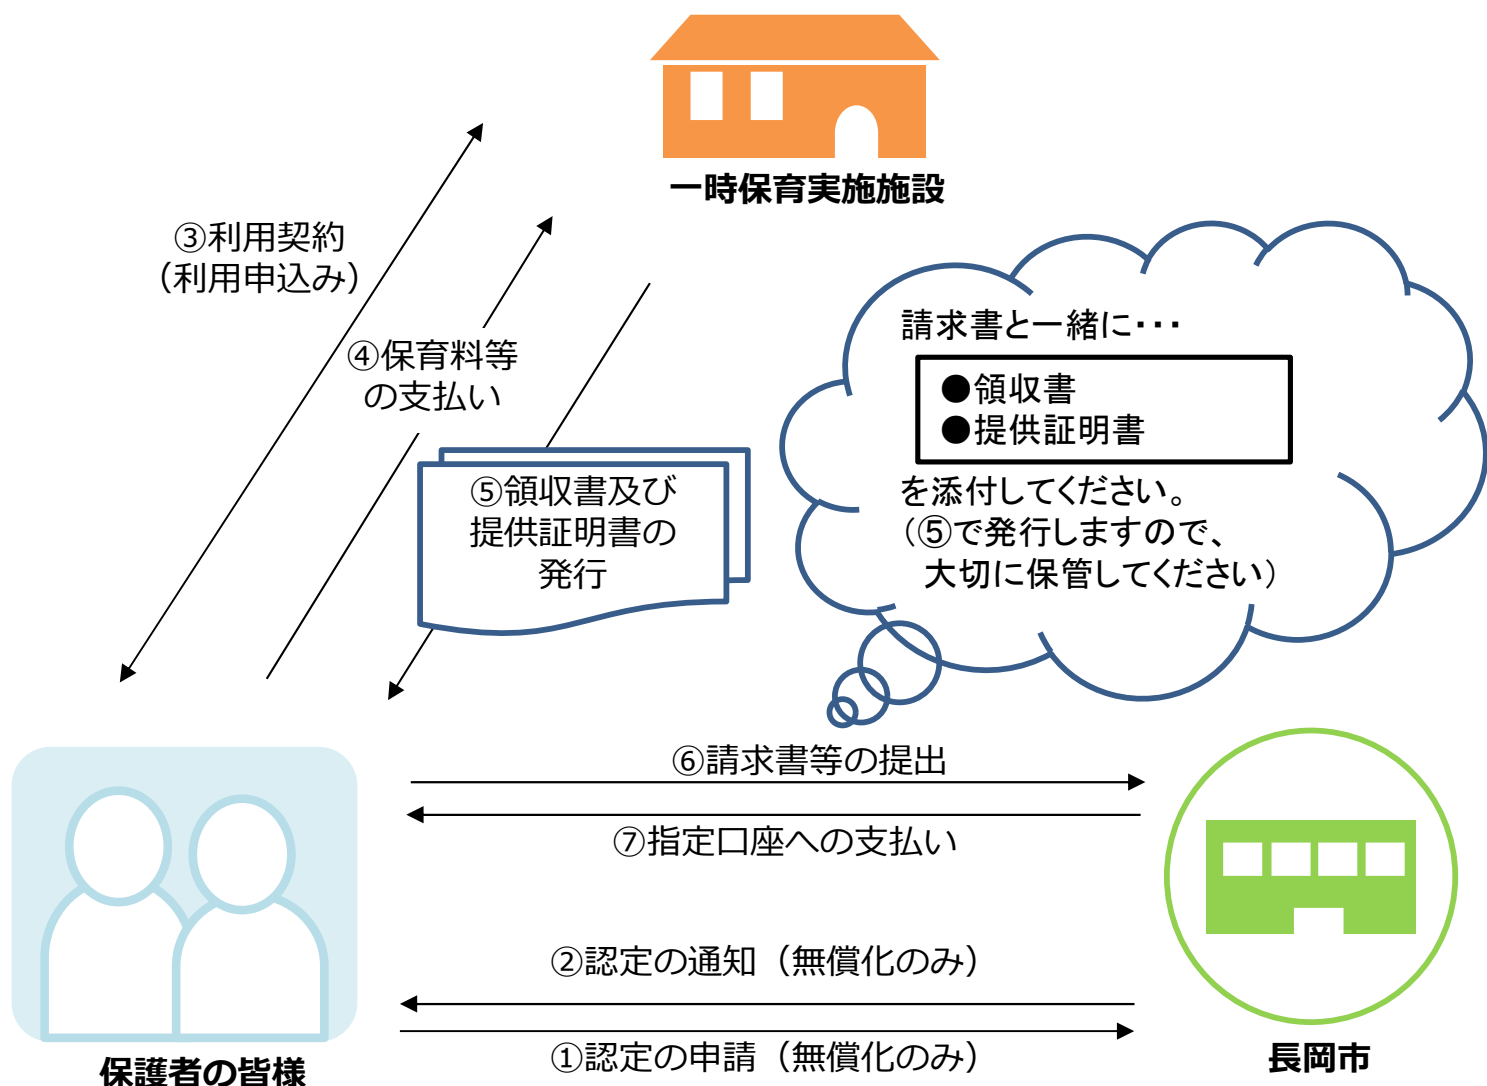 一時保育実施施設
③利用契約
（利用申込み）
④保育料等
の支払い
⑤領収書及び
提供証明書の
発行
請求書と一緒に・・・
●領収書
●提供証明書
を添付してください。
（⑤で発行しますので、
大切に保管してください）
⑥請求書等の提出
⑦指定口座への支払い
②認定の通知（無償化のみ）
①認定の申請（無償化のみ）
保護者の皆様
長岡市